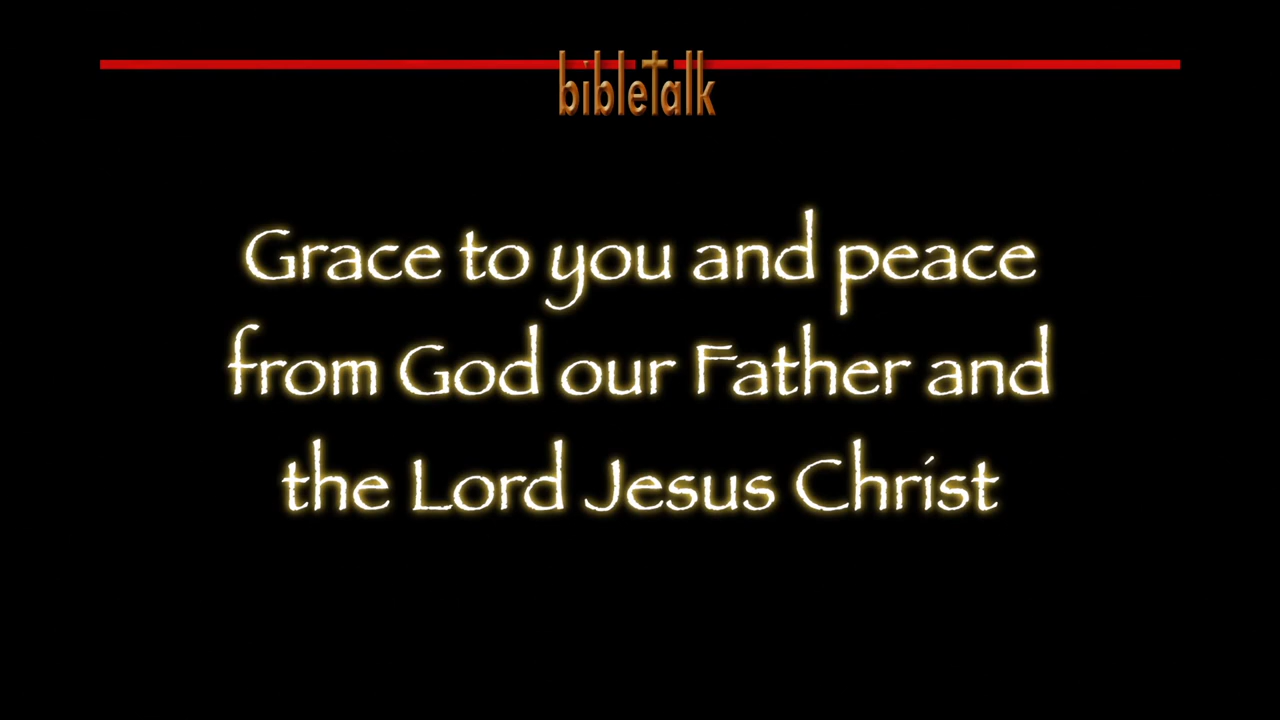 bibleTalk
Grace to you and peace
from God our Father and
the Lord Jesus Christ